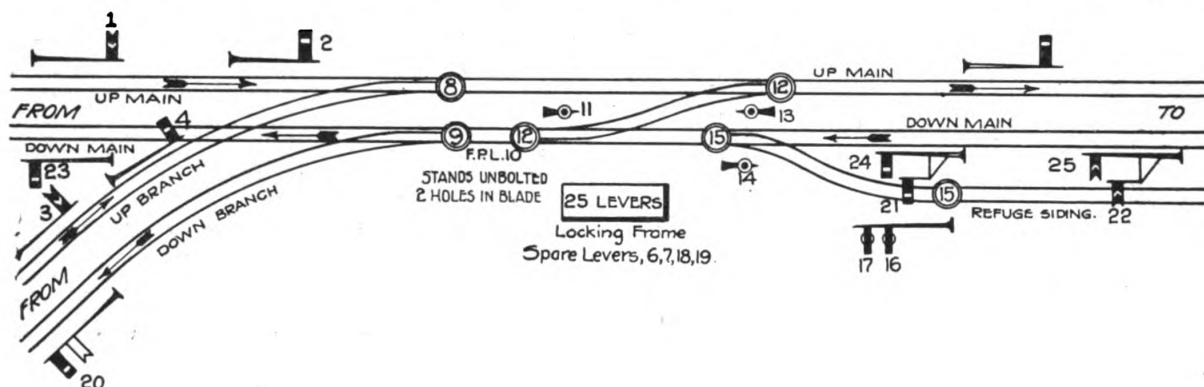 1
2
8
UP MAIN
12
UP MAIN
FROM
4
11
13
TO
DOWN MAIN
9
12
15
DOWN MAIN
23
F.P.L.10
STANDS UNBOLTED
2 HOLES IN BLADE
14
24
25
3
UP BRANCH
DOWN BRANCH
25 LEVERS
21
15
REFUGE SIDING.
22
Locking Frame
Spare Levers, 6,7,18,19.
17
16
FROM
20